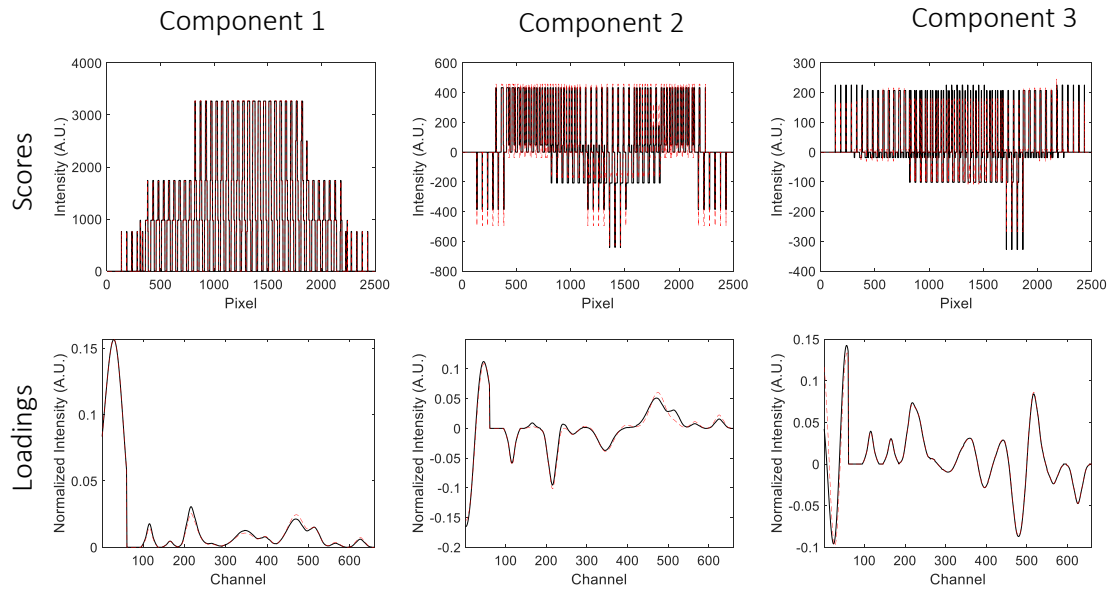 Component 1
Component 2
Component 3
Scores
Intensity (A.U.)
4000
3000
2000
1000
0
0 500 1000 1500 2000 2500
Pixel
Intensity (A.U.)
600
400
200
0
-200
-400
-600
-800
0 500 1000 1500 2000 2500
Pixel
Intensity (A.U.)
300
200
100
0
-100
-200
-300
-400
0 500 1000 1500 2000 2500
Pixel
Loadings
Normalized Intensity (A.U.)
0.15
0.1
0.05
0
100 200 300 400 500 600
Channel
Normalized Intensity (A.U.)
0.1
0.05
0
-0.05
-0.1
-0.15
-0.2
100 200 300 400 500 600
Channel
Normalized Intensity (A.U.)
0.15
0.1
0.05
0
-0.05
-0.1
100 200 300 400 500 600
Channel